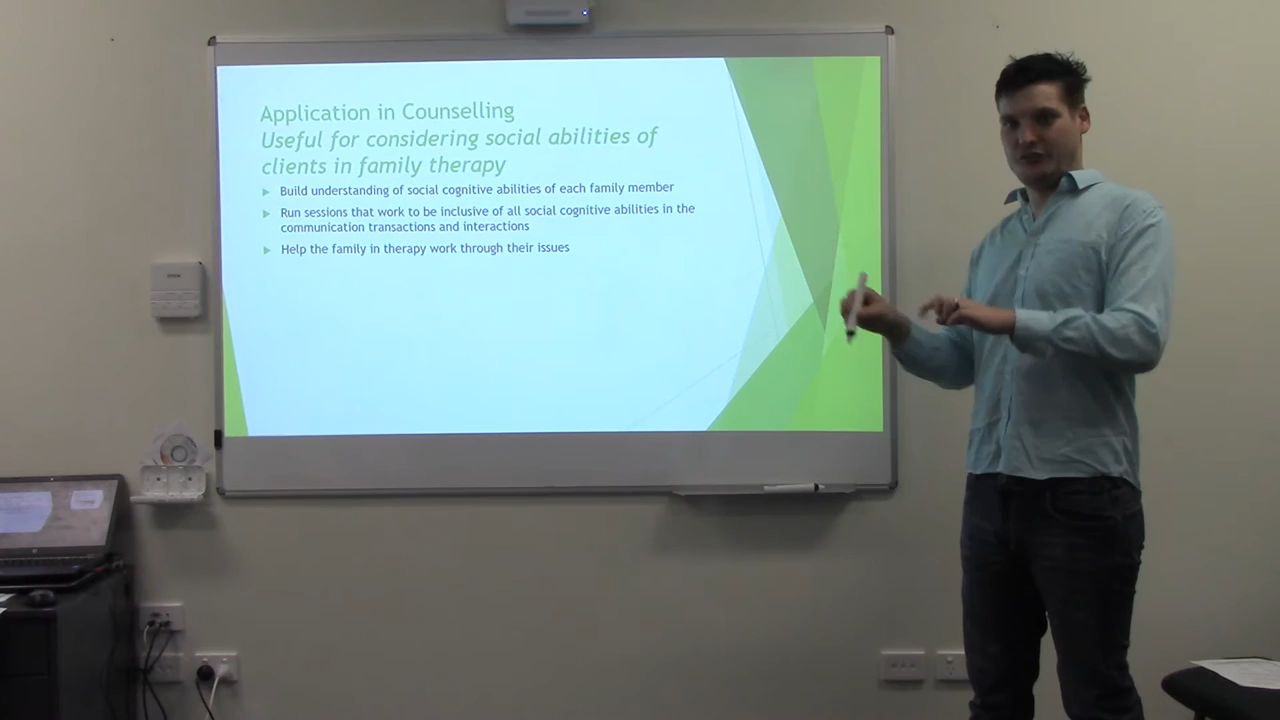 Application in Counselling
Useful for considering social abilities of
clients in family therapy
Build understanding of social cognitive abilities of each family member
Run sessions that work to be inclusive of all social cognitive abilities in the
communication transactions and interactions
Help the family in therapy work through their issues